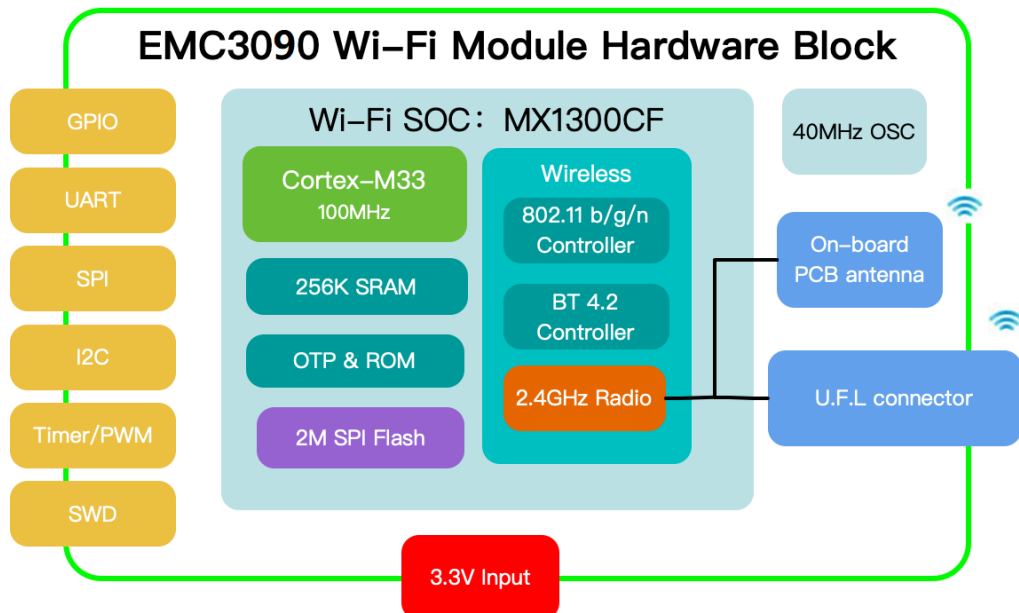 EMC3090 Wi-Fi Module Hardware Block
GPIO
UART
SPI
I2C
Timer/PWM
SWD
Wi-Fi SOC: MX1300CF
Cortex-M33
100MHz
256K SRAM
OTP & ROM
2M SPI Flash
Wireless
802.11 b/g/n
Controller
BT 4.2
Controller
2.4GHz Radio
40MHz OSC
On-board
PCB antenna
U.F.L connector
3.3V Input